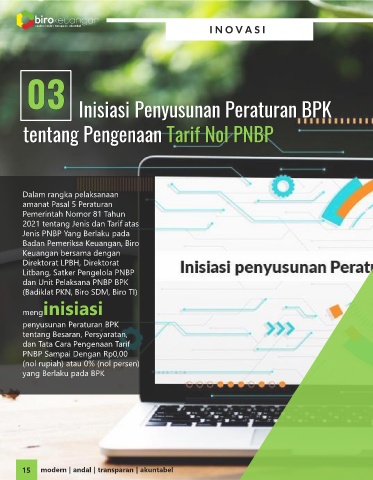 birokeuangan
INOVASI
03
Inisiasi Penyusunan Peraturan BPK
tentang Pengenaan Tarif Nol PNBP
Dalam rangka pelaksanaan
amanat Pasal 5 Peraturan
Pemerintah Nomor 81 Tahun
2021 tentang Jenis dan Tarif atas
Jenis PNBP Yang Berlaku pada
Badan Pemeriksa Keuangan, Biro
Keuangan bersama dengan
Direktorat LPBH, Direktorat
Litbang, Satker Pengelola PNBP
dan Unit Pelaksana PNBP BPK
(Badiklat PKN, Biro SDM, Biro TI)
menginisiasi
penyusunan Peraturan BPK
tentang Besaran, Persyaratan,
dan Tata Cara Pengenaan Tarif
PNBP Sampai Dengan Rp0,00
(nol rupiah) atau 0% (nol persen)
yang Berlaku pada BPK
Inisiasi penyusunan Perat
15 modern | andal | transparan | akuntabel